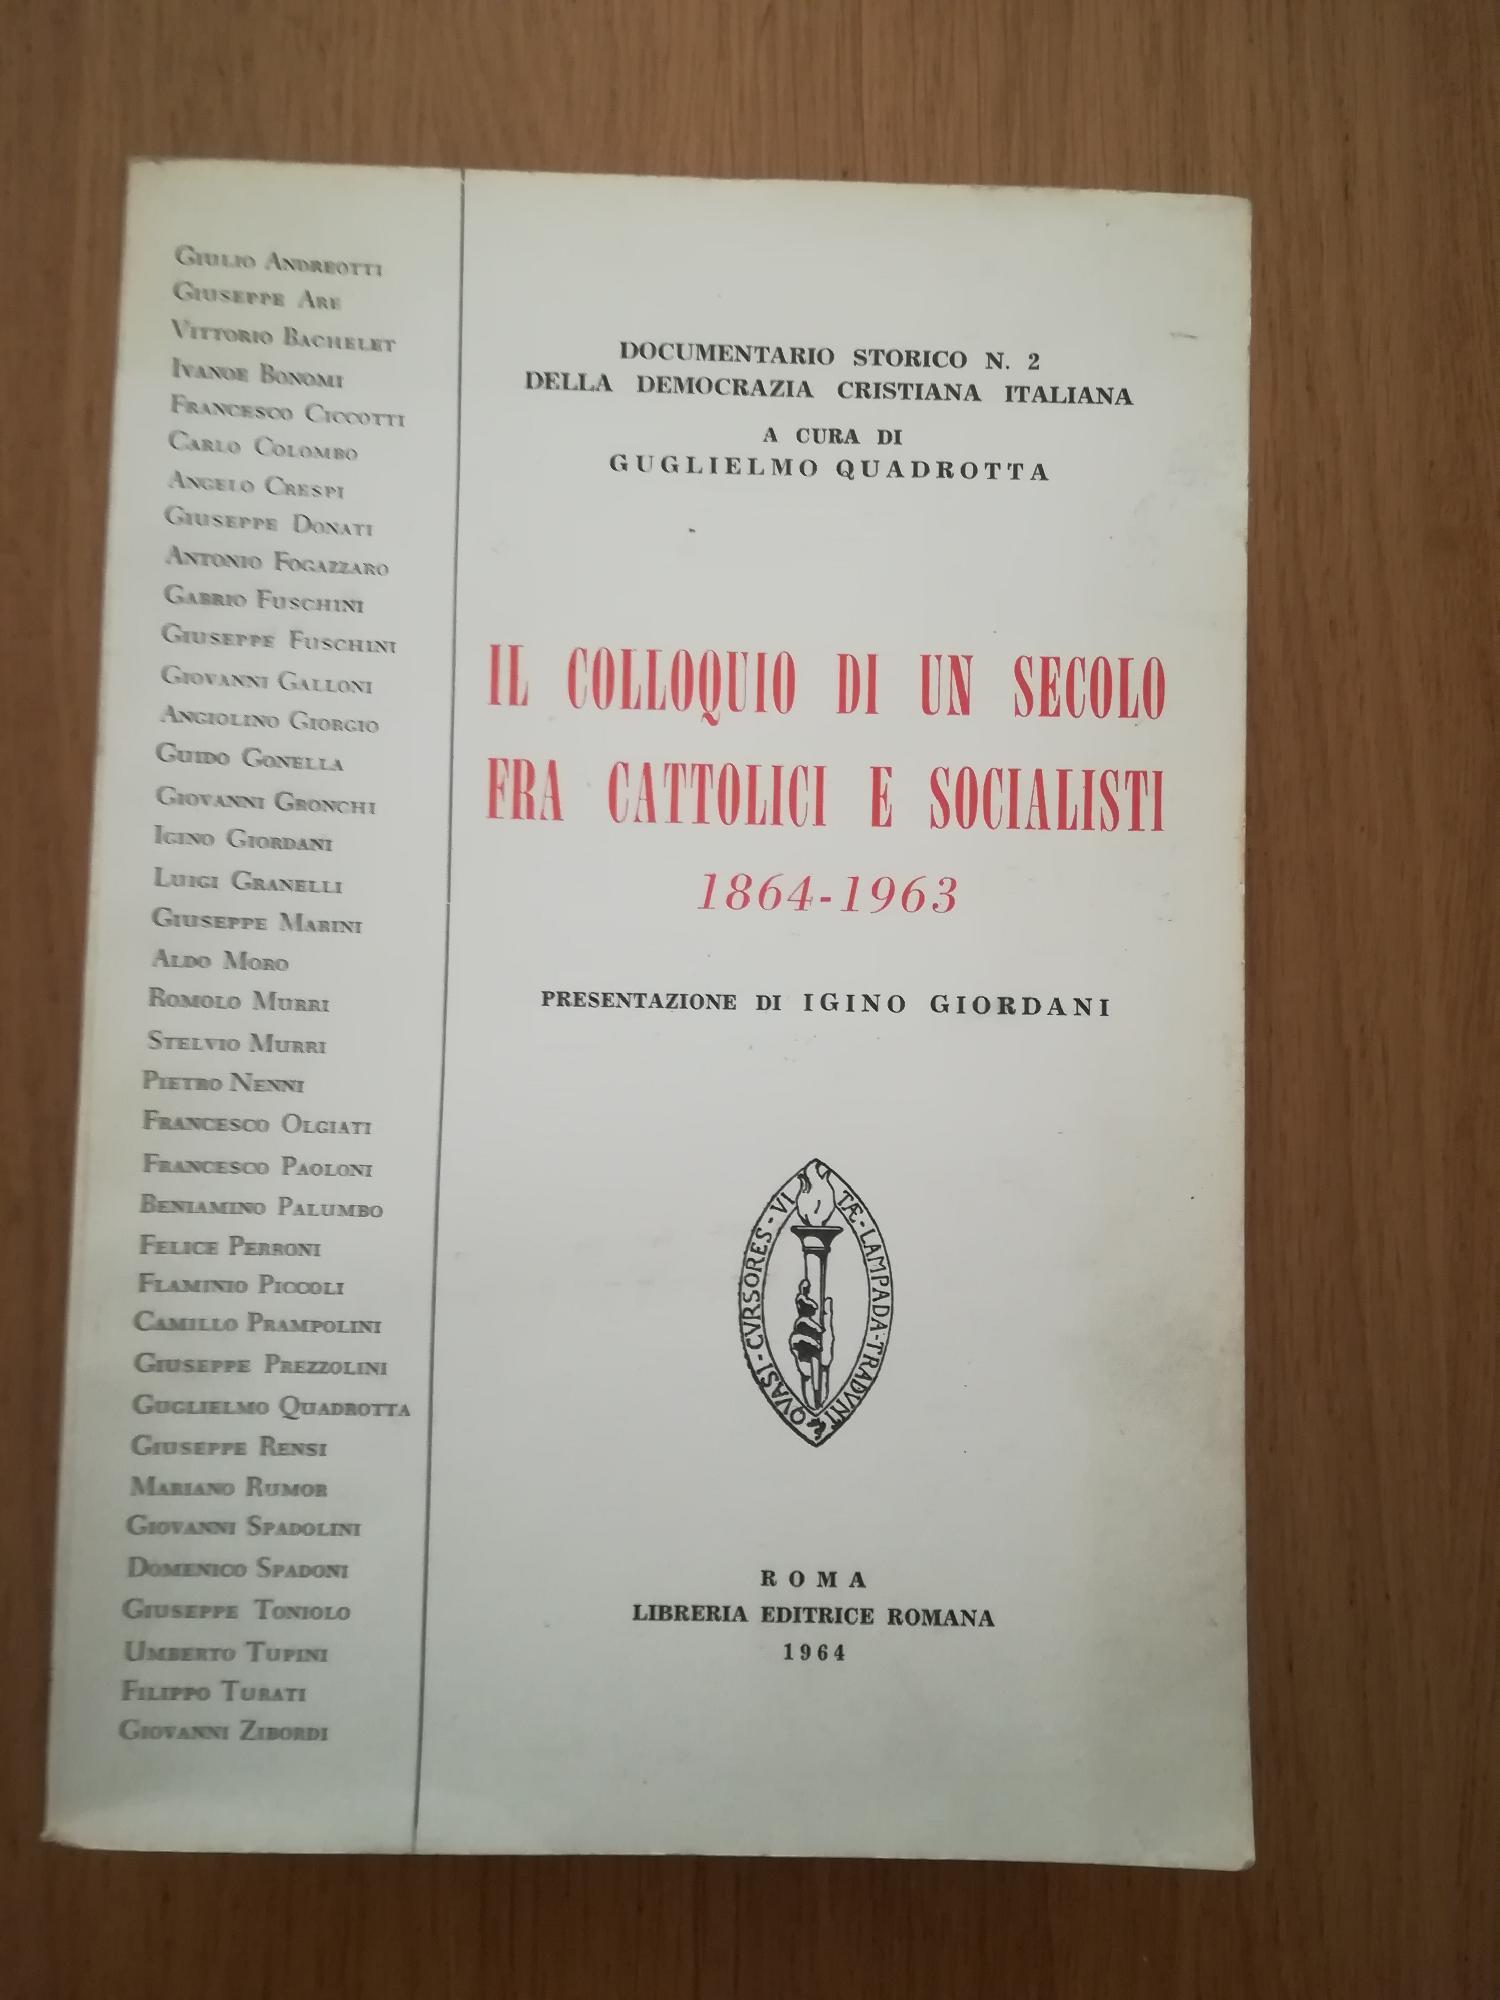 GIULIO ANDREOTTI
GIUSEPPE ARE
VITTORIO BACHELET
IVANOE BONOMI
FRANCESCO CICCOTTI
CARLO COLOMBO
ANGELO CRESPI
GIUSEPPE DONATI
ANTONIO FOGAZZARO
GABRIO FUSCHINI
GIUSEPPE FUSCHINI
GIOVANNI GALLONI
ANGIOLINO GIORGIO
GUIDO GONELLA
GIOVANNI GRONCHI
IGINO GIORDANI
LUIGI GRANELLI
GIUSEPPE MARINI
ALDO MORO
ROMOLO MURRI
STELVIO MURRI
PIETRO NENNI
FRANCESCO OLGIATI
FRANCESCO PAOLONI
BENIAMINO PALUMBO
FELICE PERRONI
FLAMINIO PICCOLI
CAMILLO PRAMPOLINI
GIUSEPPE PREZZOLINI
GUGLIELMO QUADROTTA
GIUSEPPE RENSI
MARIANO RUMOR
GIOVANNI SPADOLINI
DOMENICO SPADONI
GIUSEPPE TONIOLO
UMBERTO TUPINI
FILIPPO TURATI
GIOVANNI ZIBORDI
DOCUMENTARIO STORICO N. 2
DELLA DEMOCRAZIA CRISTIANA ITALIANA
A CURA DI
GUGLIELMO QUADROTTA
IL COLLOQUIO DI UN SECOLO
FRA CATTOLICI E SOCIALISTI
1864-1963
PRESENTAZIONE DI IGINO GIORDANI
QVASI-CVRSORES-VITÆ-LAMPADA-TRADVNT
ROMA
LIBRERIA EDITRICE ROMANA
1964